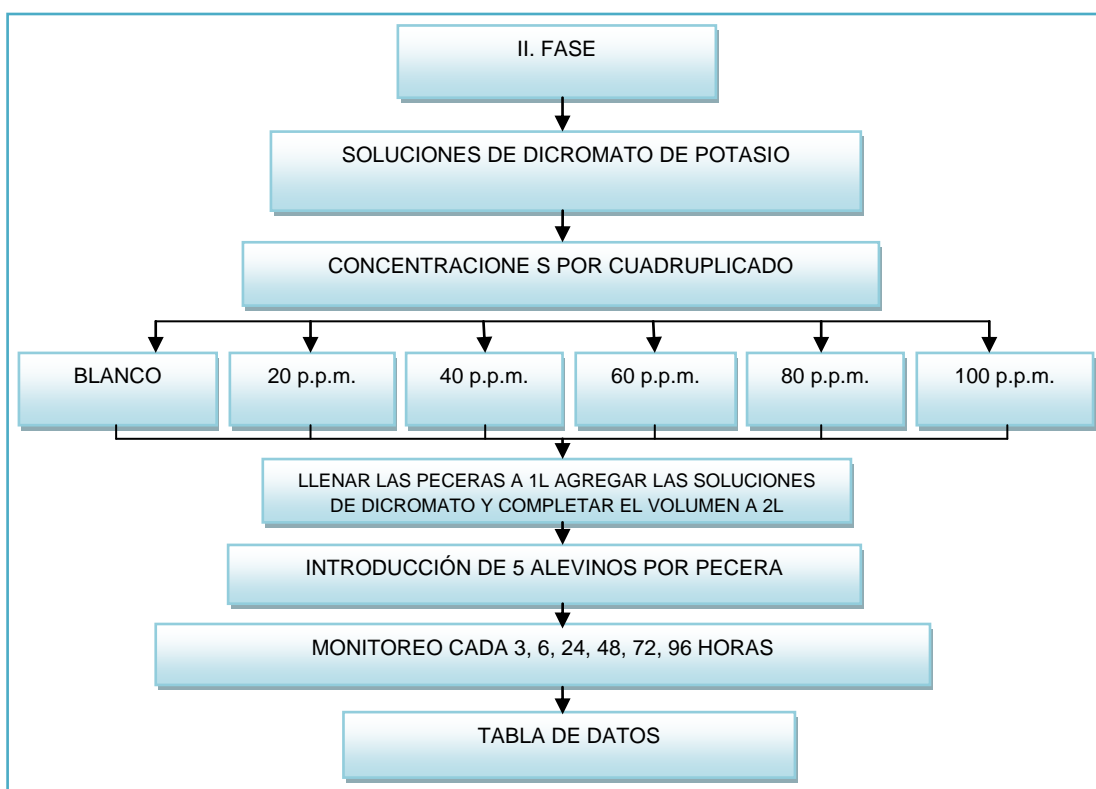 II. FASE
SOLUCIONES DE DICROMATO DE POTASIO
CONCENTRACIONE S POR CUADRUPLICADO
BLANCO
20 p.p.m.
40 p.p.m.
60 p.p.m.
80 p.p.m.
100 p.p.m.
LLENAR LAS PECERAS A 1L AGREGAR LAS SOLUCIONES
DE DICROMATO Y COMPLETAR EL VOLUMEN A 2L
INTRODUCCIÓN DE 5 ALEVINOS POR PECERA
MONITOREO CADA 3, 6, 24, 48, 72, 96 HORAS
TABLA DE DATOS